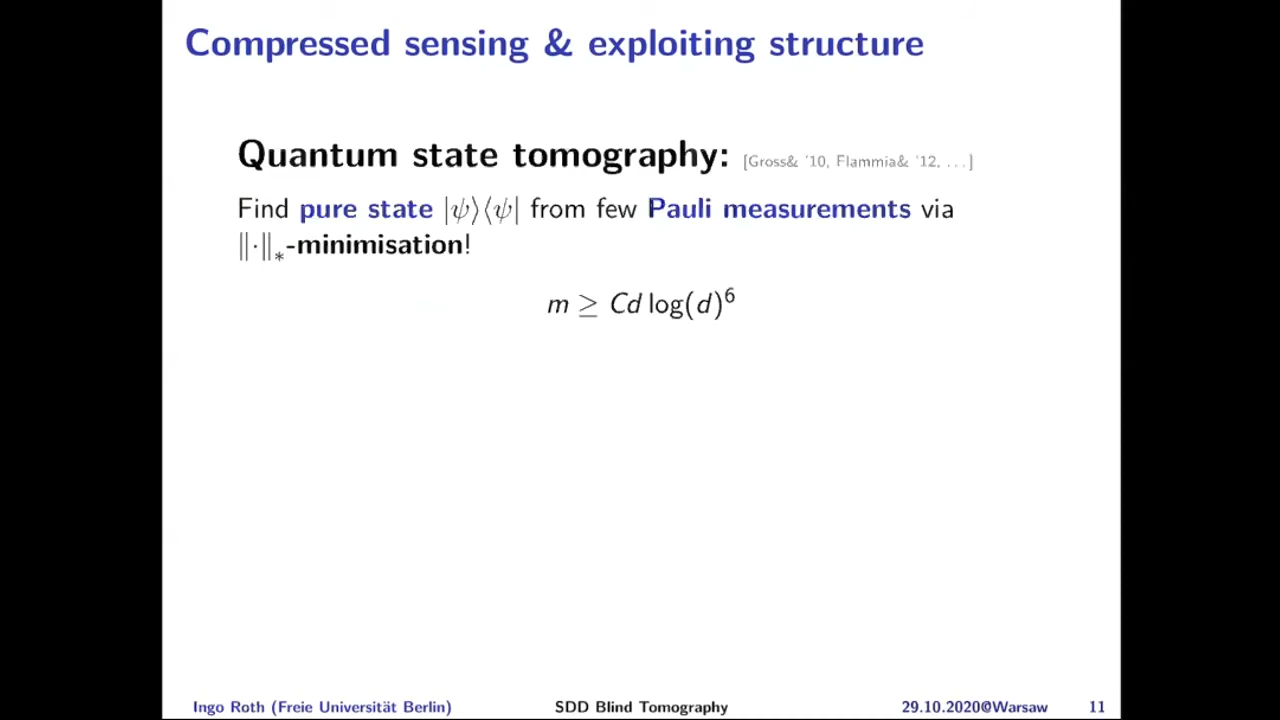 Compressed sensing & exploiting structure
Quantum state tomography: [Gross& '10, Flammia& '12, ...]
Find pure state |ψ⟩⟨ψ| from few Pauli measurements via
‖·‖∗-minimisation!
m ≥ Cd log(d)⁶
Ingo Roth (Freie Universität Berlin) SDD Blind Tomography 29.10.2020@Warsaw 11